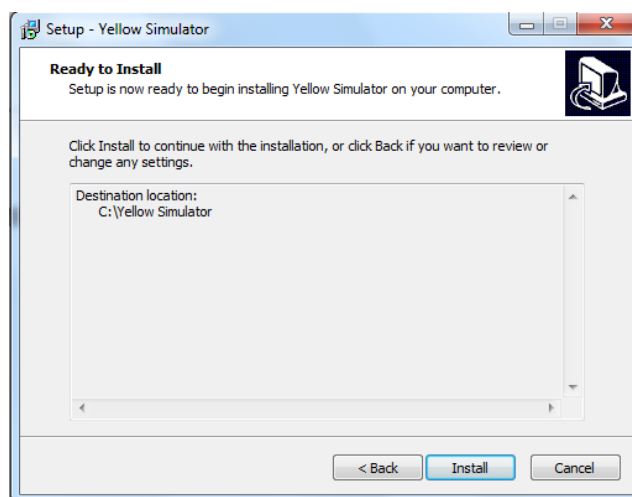 Setup - Yellow Simulator
Ready to Install
Setup is now ready to begin installing Yellow Simulator on your computer.
Click Install to continue with the installation, or click Back if you want to review or
change any settings.
Destination location:
C:\Yellow Simulator
< Back
Install
Cancel